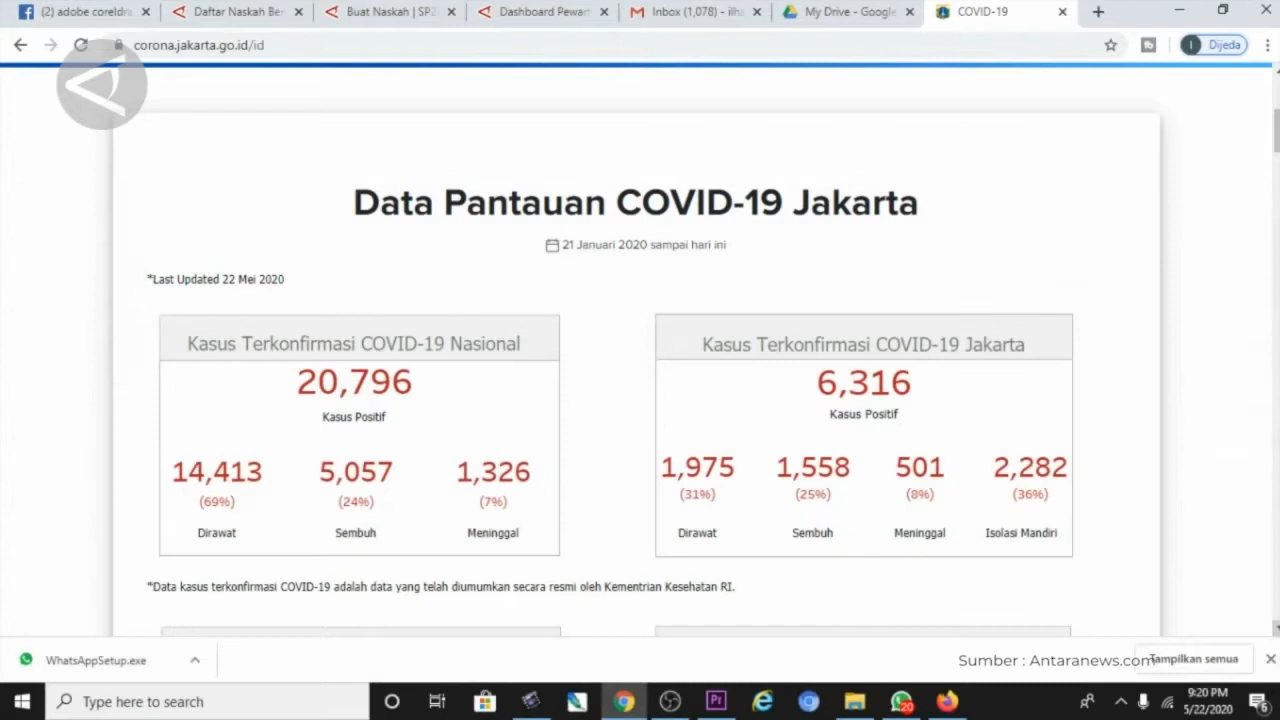 (2) adobe coreldra
Daftar Naskah Ber
Buat Naskah | SP2
Dashboard Pewart
Inbox (1,078) - ilh
My Drive - Google
COVID-19
corona.jakarta.go.id/id
Dijeda
Data Pantauan COVID-19 Jakarta
21 Januari 2020 sampai hari ini
*Last Updated 22 Mei 2020
Kasus Terkonfirmasi COVID-19 Nasional
20,796
Kasus Positif
14,413 5,057 1,326
(69%) (24%) (7%)
Dirawat Sembuh Meninggal
Kasus Terkonfirmasi COVID-19 Jakarta
6,316
Kasus Positif
1,975 1,558 501 2,282
(31%) (25%) (8%) (36%)
Dirawat Sembuh Meninggal Isolasi Mandiri
*Data kasus terkonfirmasi COVID-19 adalah data yang telah diumumkan secara resmi oleh Kementrian Kesehatan RI.
WhatsAppSetup.exe
Sumber : Antaranews.com
Tampilkan semua
Type here to search
Pr
20
9:20 PM
5/22/2020
5